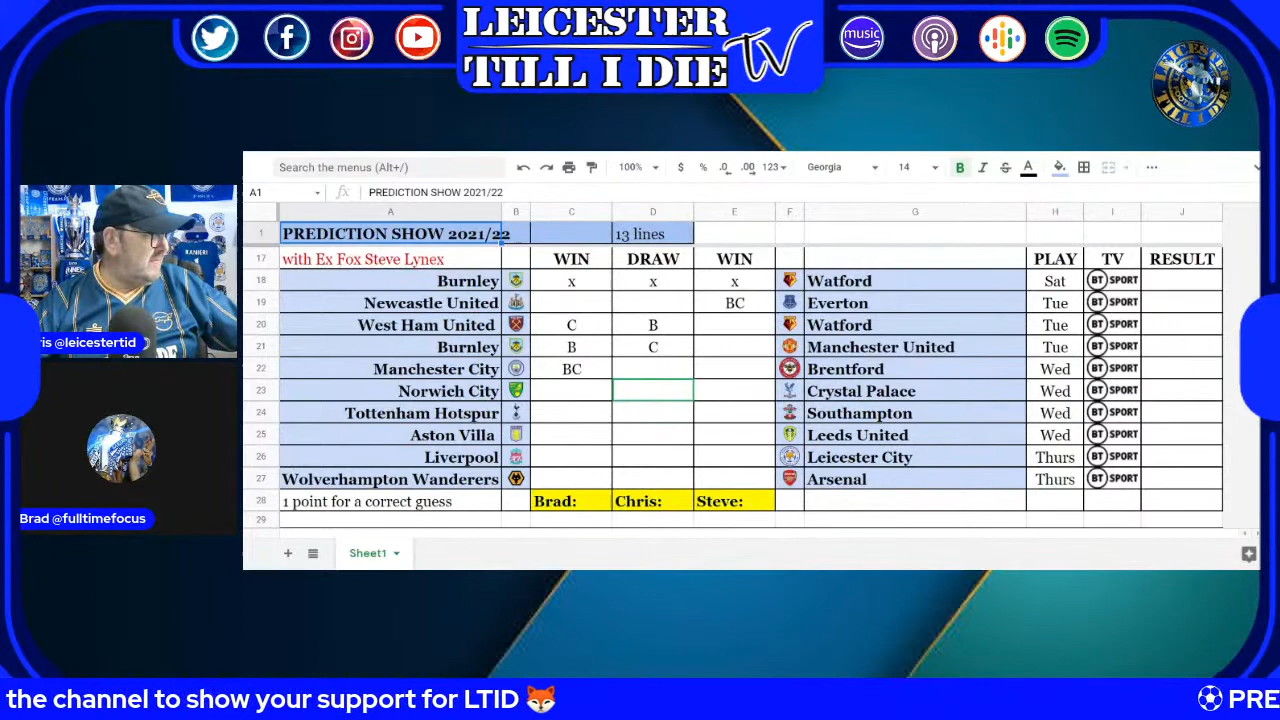 LEICESTER
TILL I DIE TV
music
LEICESTER
TILL I DIE
Search the menus (Alt+/)
100%
$ % .0 .00 123
Georgia
14
B I S A
A1
fx PREDICTION SHOW 2021/22
A B C D E F G H I J
1 PREDICTION SHOW 2021/22 13 lines
17 with Ex Fox Steve Lynex WIN DRAW WIN PLAY TV RESULT
18 Burnley x x x Watford Sat BT SPORT
19 Newcastle United BC Everton Tue BT SPORT
20 West Ham United C B Watford Tue BT SPORT
21 Burnley B C Manchester United Tue BT SPORT
22 Manchester City BC Brentford Wed BT SPORT
23 Norwich City Crystal Palace Wed BT SPORT
24 Tottenham Hotspur Southampton Wed BT SPORT
25 Aston Villa Leeds United Wed BT SPORT
26 Liverpool Leicester City Thurs BT SPORT
27 Wolverhampton Wanderers Arsenal Thurs BT SPORT
28 1 point for a correct guess Brad: Chris: Steve:
29
Sheet1
RANIERI
ris @leicestertid
Brad @fulltimefocus
the channel to show your support for LTID 🦊 ⚽ PRE